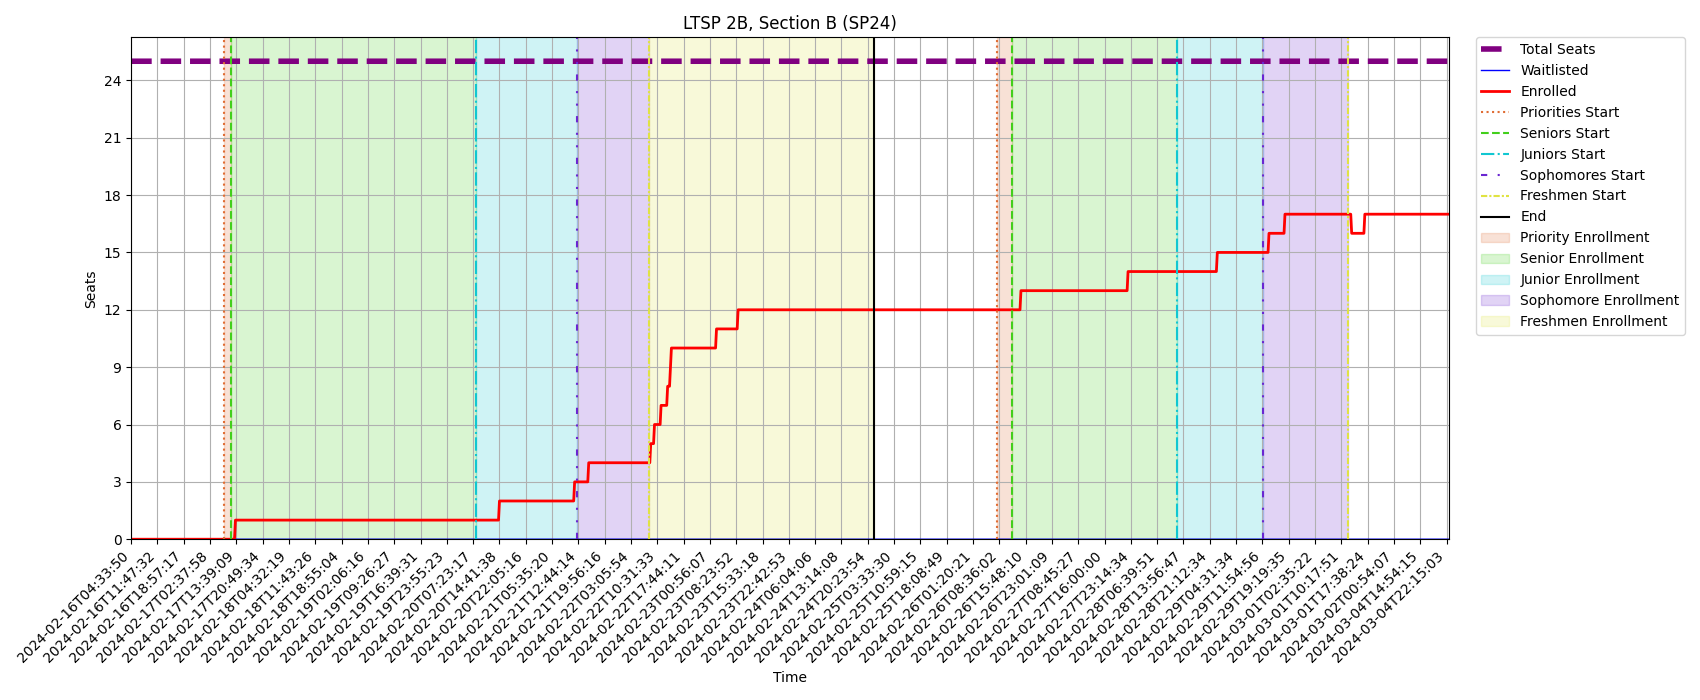 LTSP 2B, Section B (SP24)
Total Seats
Waitlisted
Enrolled
Priorities Start
Seniors Start
Juniors Start
Sophomores Start
Freshmen Start
End
Priority Enrollment
Senior Enrollment
Junior Enrollment
Sophomore Enrollment
Freshmen Enrollment
Seats
24
21
18
15
12
9
6
3
0
2024-02-16T04:33:50
2024-02-16T11:47:32
2024-02-16T18:57:17
2024-02-17T02:37:58
2024-02-17T13:39:09
2024-02-17T20:49:34
2024-02-18T04:32:19
2024-02-18T11:43:26
2024-02-18T18:55:04
2024-02-19T02:06:16
2024-02-19T09:26:27
2024-02-19T16:39:31
2024-02-19T23:55:23
2024-02-20T07:23:17
2024-02-20T14:41:38
2024-02-20T22:05:16
2024-02-21T05:35:20
2024-02-21T12:44:14
2024-02-21T19:56:16
2024-02-22T03:05:54
2024-02-22T10:31:33
2024-02-22T17:44:11
2024-02-23T00:56:07
2024-02-23T08:23:52
2024-02-23T15:33:18
2024-02-23T22:42:53
2024-02-24T06:04:06
2024-02-24T13:14:08
2024-02-24T20:23:54
2024-02-25T03:33:30
2024-02-25T10:59:15
2024-02-25T18:08:49
2024-02-26T01:20:21
2024-02-26T08:36:02
2024-02-26T15:48:10
2024-02-26T23:01:09
2024-02-27T08:45:27
2024-02-27T16:00:00
2024-02-27T23:14:34
2024-02-28T06:39:51
2024-02-28T13:56:47
2024-02-28T21:12:34
2024-02-29T04:31:34
2024-02-29T11:54:56
2024-02-29T19:19:35
2024-03-01T02:35:22
2024-03-01T10:17:51
2024-03-01T17:38:24
2024-03-02T00:54:07
2024-03-04T14:54:15
2024-03-04T22:15:03
Time